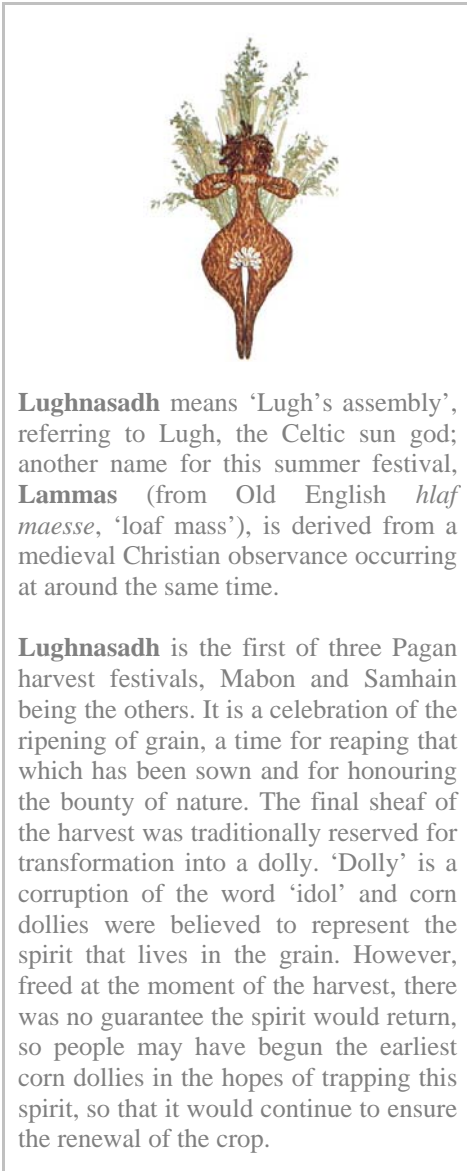 Lughnasadh means ‘Lugh’s assembly’,
referring to Lugh, the Celtic sun god;
another name for this summer festival,
Lammas (from Old English hlaf
maesse, ‘loaf mass’), is derived from a
medieval Christian observance occurring
at around the same time.
Lughnasadh is the first of three Pagan
harvest festivals, Mabon and Samhain
being the others. It is a celebration of the
ripening of grain, a time for reaping that
which has been sown and for honouring
the bounty of nature. The final sheaf of
the harvest was traditionally reserved for
transformation into a dolly. ‘Dolly’ is a
corruption of the word ‘idol’ and corn
dollies were believed to represent the
spirit that lives in the grain. However,
freed at the moment of the harvest, there
was no guarantee the spirit would return,
so people may have begun the earliest
corn dollies in the hopes of trapping this
spirit, so that it would continue to ensure
the renewal of the crop.